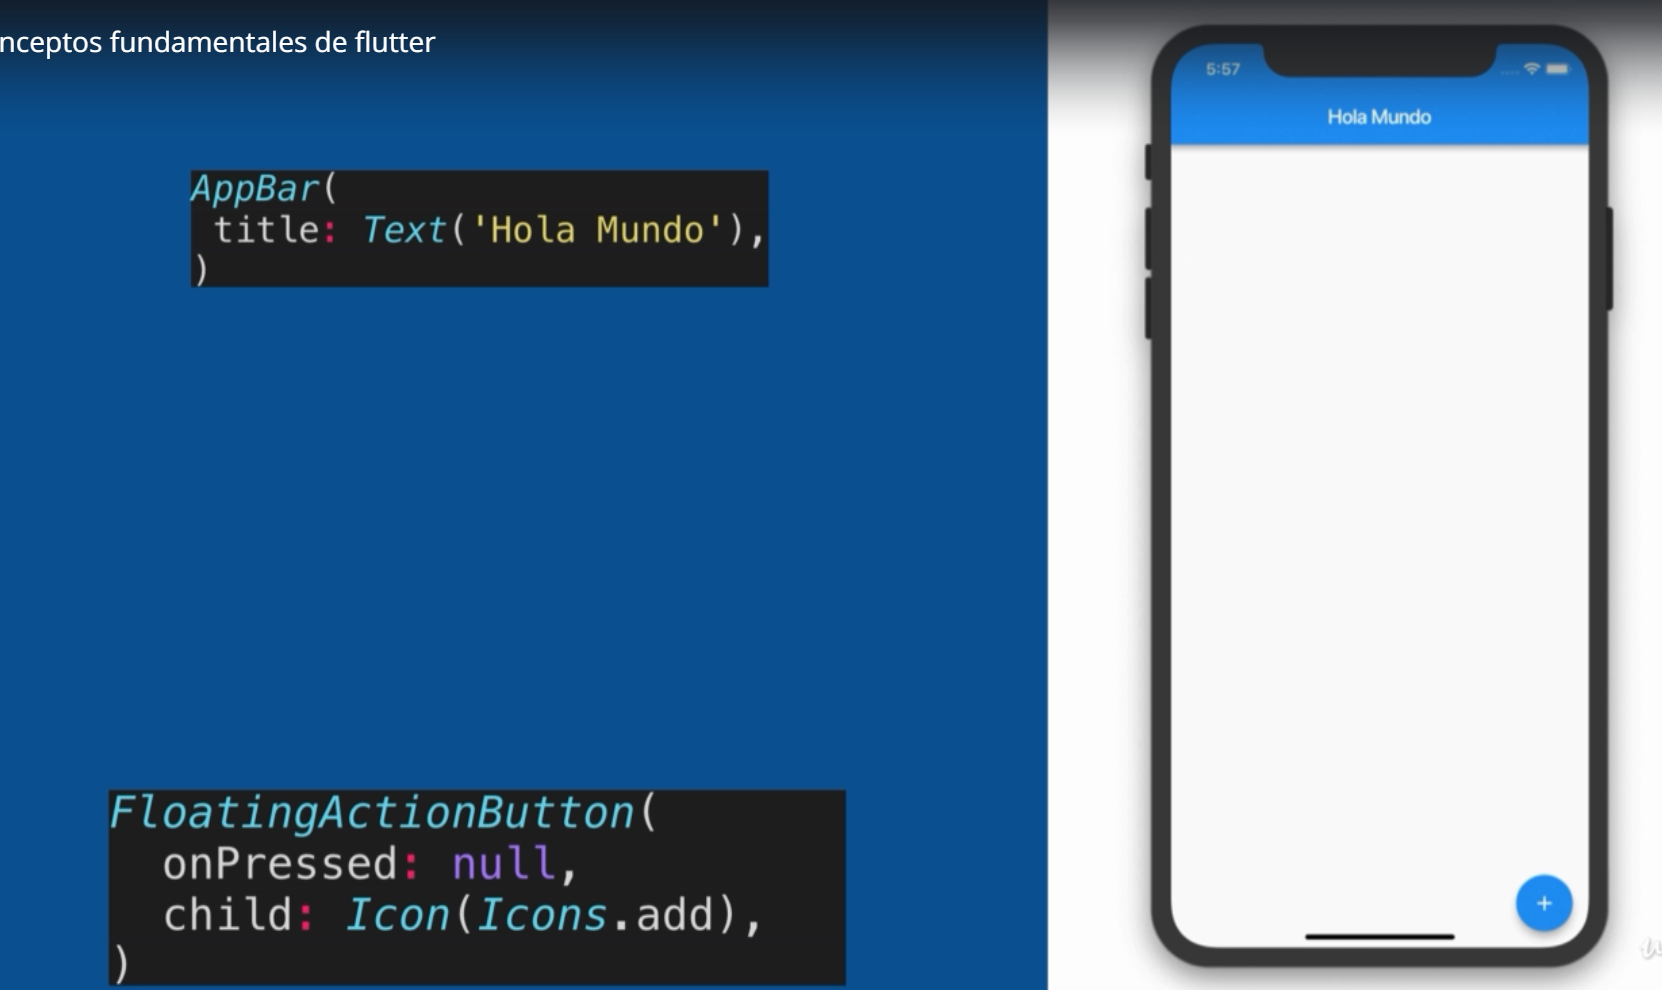 nceptos fundamentales de flutter
5:57
Hola Mundo
AppBar(
 title: Text('Hola Mundo'),
)
FloatingActionButton(
  onPressed: null,
  child: Icon(Icons.add),
)
+